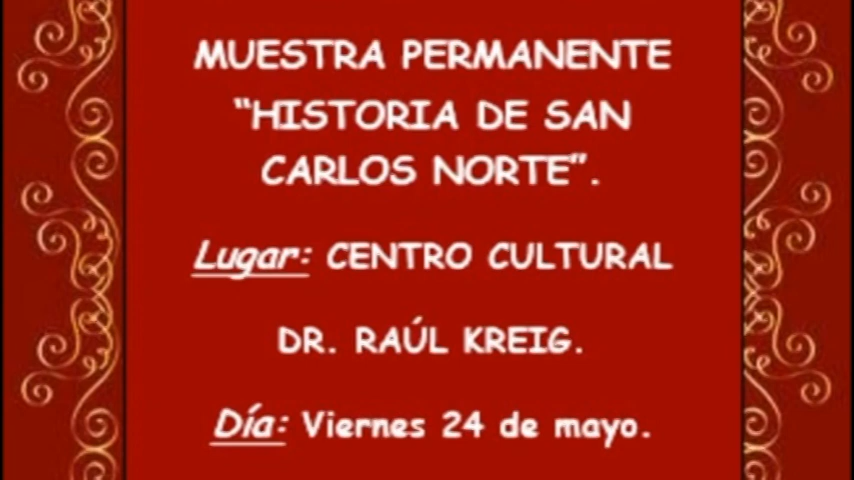 MUESTRA PERMANENTE
“HISTORIA DE SAN
CARLOS NORTE”.
Lugar: CENTRO CULTURAL
DR. RAÚL KREIG.
Día: Viernes 24 de mayo.